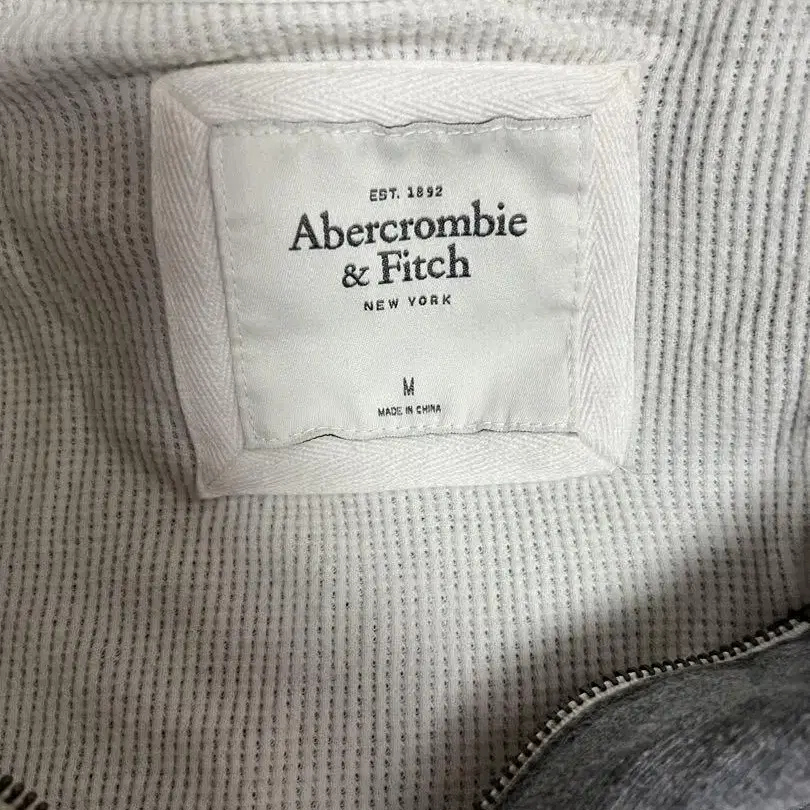 EST. 1892
Abercrombie
& Fitch
NEW YORK
M
MADE IN CHINA